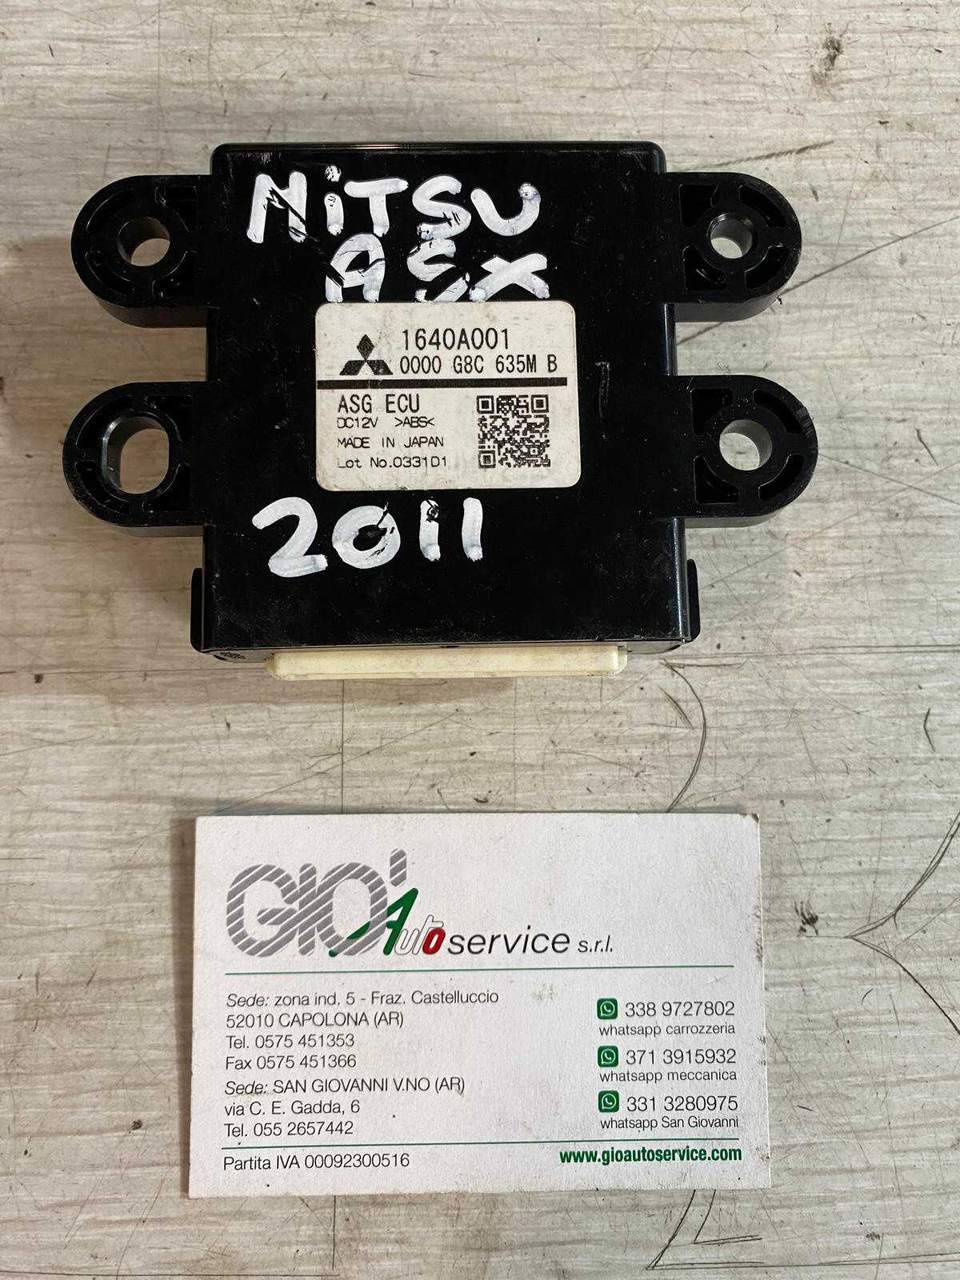 MiTSU
ASX
1640A001
0000 G8C 635M B
ASG ECU
DC12V >ABS<
MADE IN JAPAN
Lot No.0331D1
2011
GIO' Autoservice s.r.l.
Sede: zona ind. 5 - Fraz. Castelluccio
52010 CAPOLONA (AR)
Tel. 0575 451353
Fax 0575 451366
Sede: SAN GIOVANNI V.NO (AR)
via C. E. Gadda, 6
Tel. 055 2657442
338 9727802
whatsapp carrozzeria
371 3915932
whatsapp meccanica
331 3280975
whatsapp San Giovanni
Partita IVA 00092300516
www.gioautoservice.com